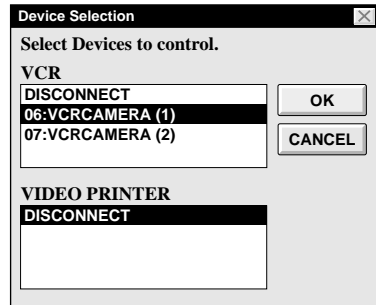 Device Selection
Select Devices to control.
VCR
DISCONNECT
06:VCRCAMERA (1)
07:VCRCAMERA (2)
OK
CANCEL
VIDEO PRINTER
DISCONNECT